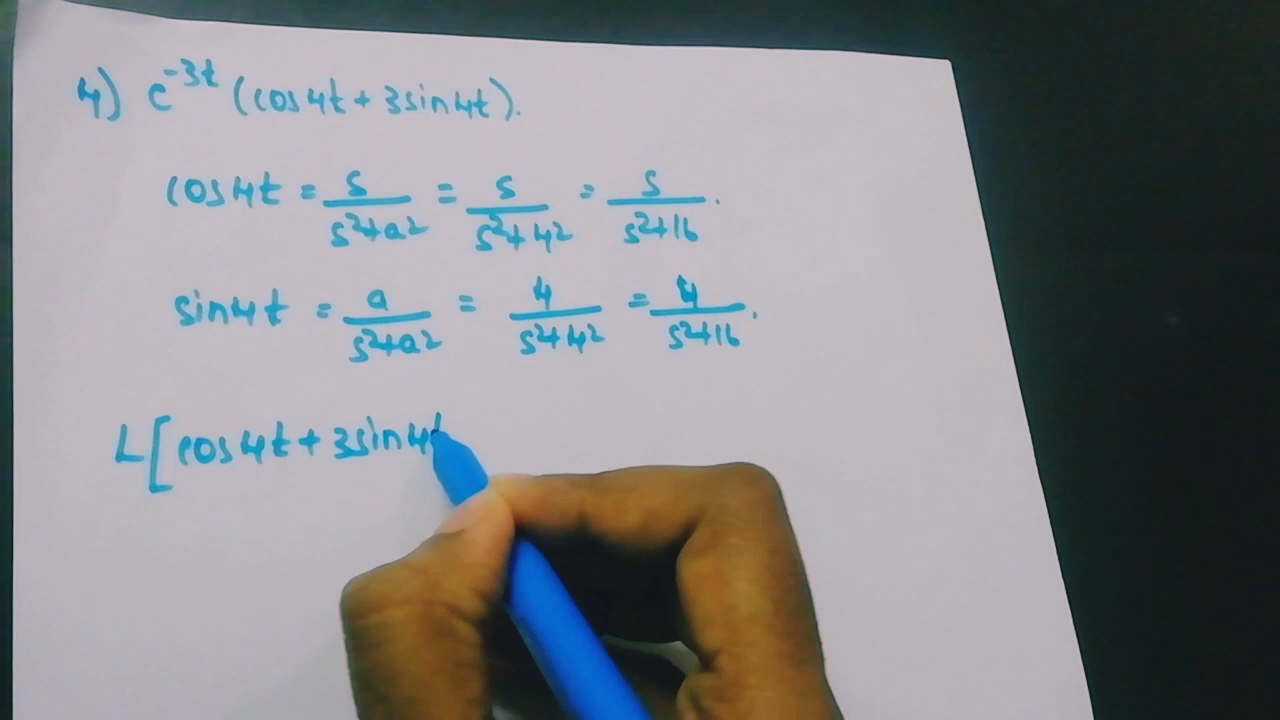 4) e^-3t (cos4t + 3sin4t).
cos4t = s/s²+a² = s/s²+4² = s/s²+16.
sin4t = a/s²+a² = 4/s²+4² = 4/s²+16.
L[cos4t + 3sin4t